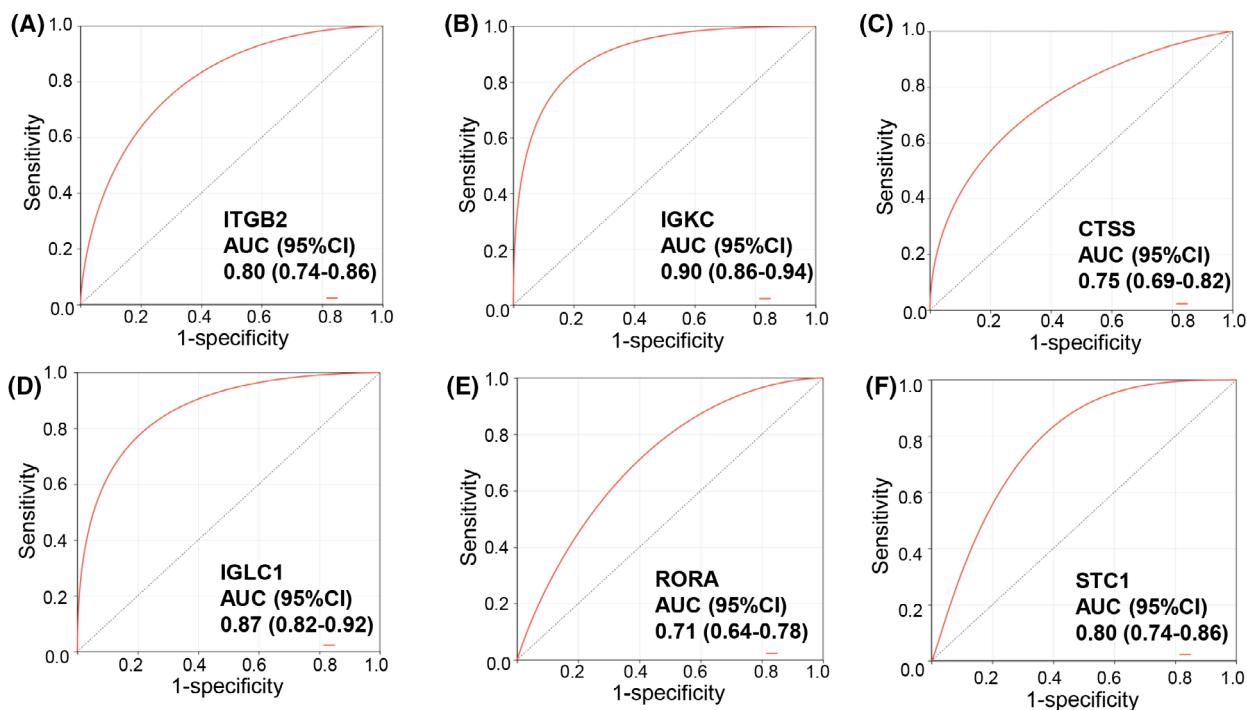 (A)
1.0
0.8
0.6
0.4
0.2
0.0
Sensitivity
ITGB2
AUC (95%CI)
0.80 (0.74-0.86)
0.2 0.4 0.6 0.8 1.0
1-specificity
(B)
1.0
0.8
0.6
0.4
0.2
0.0
Sensitivity
IGKC
AUC (95%CI)
0.90 (0.86-0.94)
0.2 0.4 0.6 0.8 1.0
1-specificity
(C)
1.0
0.8
0.6
0.4
0.2
0.0
Sensitivity
CTSS
AUC (95%CI)
0.75 (0.69-0.82)
0.2 0.4 0.6 0.8 1.0
1-specificity
(D)
1.0
0.8
0.6
0.4
0.2
0.0
Sensitivity
IGLC1
AUC (95%CI)
0.87 (0.82-0.92)
0.2 0.4 0.6 0.8 1.0
1-specificity
(E)
1.0
0.8
0.6
0.4
0.2
0.0
Sensitivity
RORA
AUC (95%CI)
0.71 (0.64-0.78)
0.2 0.4 0.6 0.8 1.0
1-specificity
(F)
1.0
0.8
0.6
0.4
0.2
0.0
Sensitivity
STC1
AUC (95%CI)
0.80 (0.74-0.86)
0.2 0.4 0.6 0.8 1.0
1-specificity